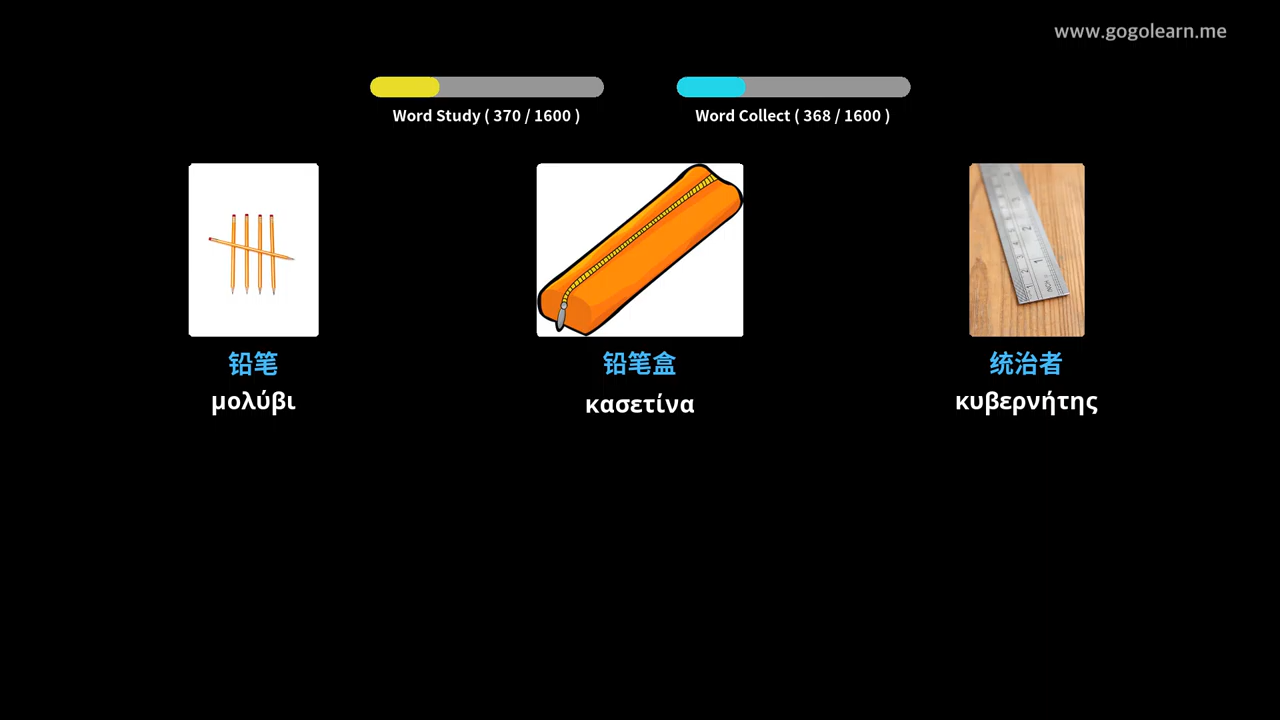 www.gogolearn.me
Word Study ( 370 / 1600 )
Word Collect ( 368 / 1600 )
铅笔
铅笔盒
统治者
μολύβι
κασετίνα
κυβερνήτης